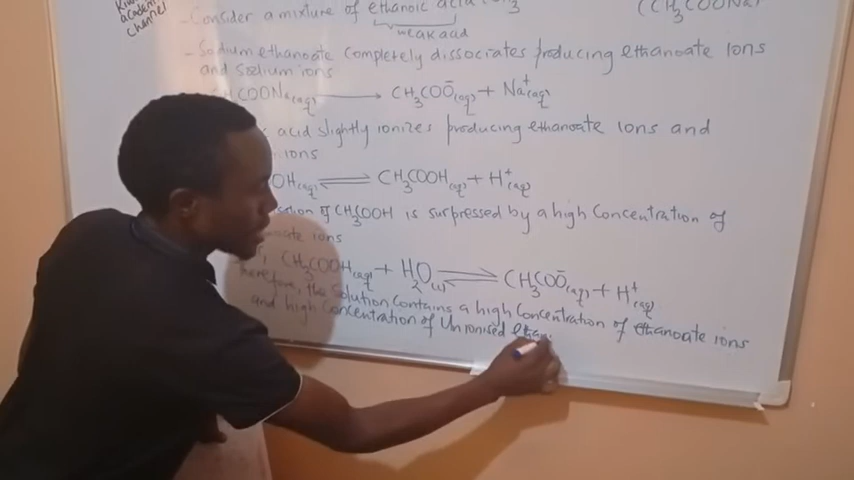 academy
channel
- Consider a mixture of ethanoic acid
(CH₃COONa)
weak acid
- Sodium ethanoate completely dissociates producing ethanoate ions
and sodium ions
CH₃COONa(aq) → CH₃COO⁻(aq) + Na⁺(aq)
acid slightly ionizes producing ethanoate ions and
ions
OH(aq) ⇌ CH₃COOH(aq) + H⁺(aq)
of CH₃COOH is surpressed by a high Concentration of
ions
CH₃COOH(aq) + H₂O(l) ⇌ CH₃COO⁻(aq) + H⁺(aq)
Therefore, the Solution Contains a high Concentration of ethanoate ions
and high Concentration of Unionised ethan